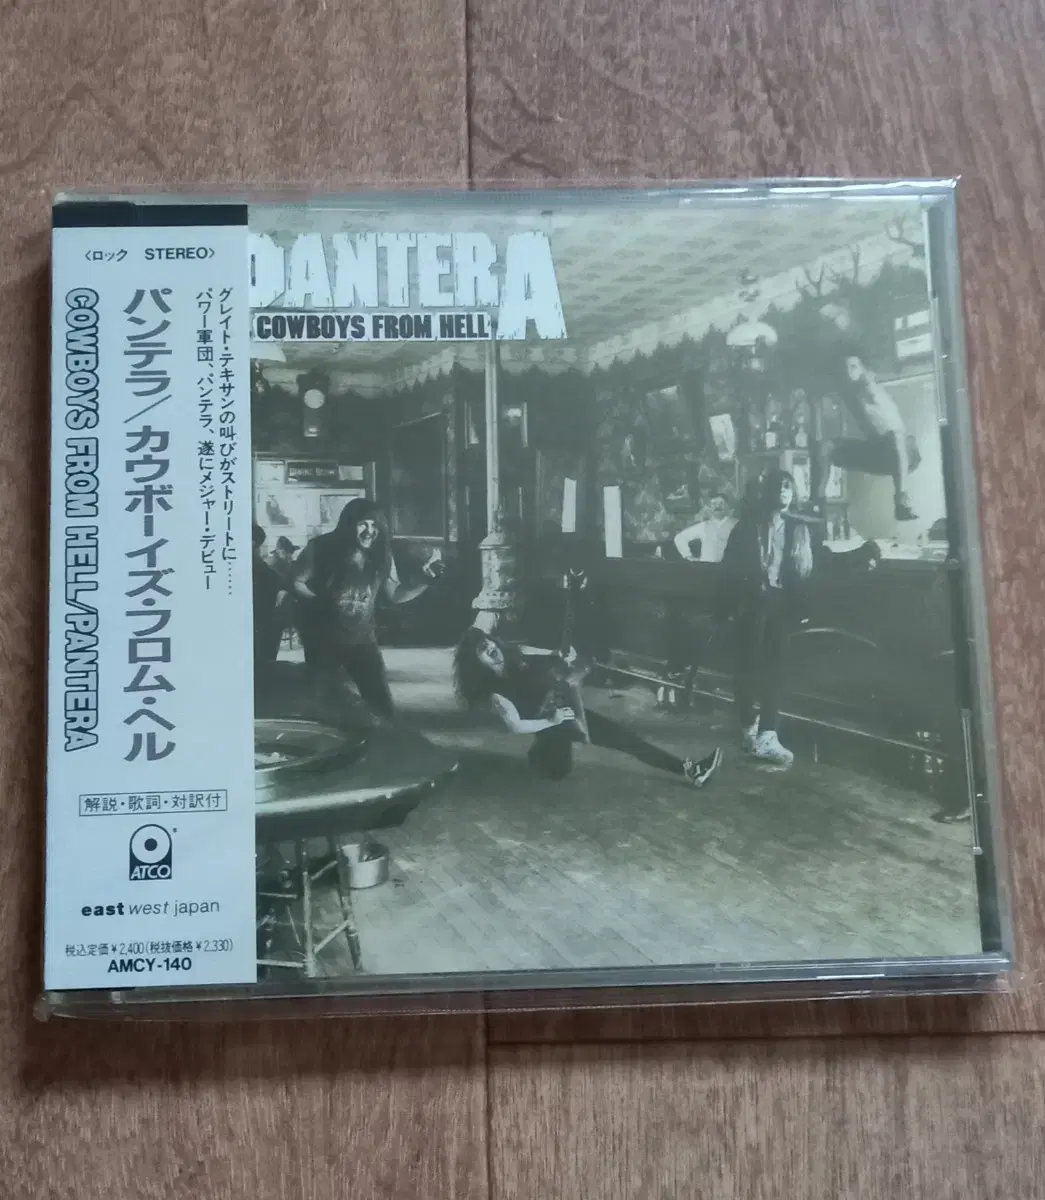 〈ロック STEREO〉
グレイト・テキサンの叫びがストリートに……
パワー軍団、パンテラ、遂にメジャー・デビュー
パンテラ/カウボーイズ・フロム・ヘル
COWBOYS FROM HELL/PANTERA
解説・歌詞・対訳付
ATCO
east west japan
税込定価¥2,400(税抜価格¥2,330)
AMCY-140
PANTERA
COWBOYS FROM HELL